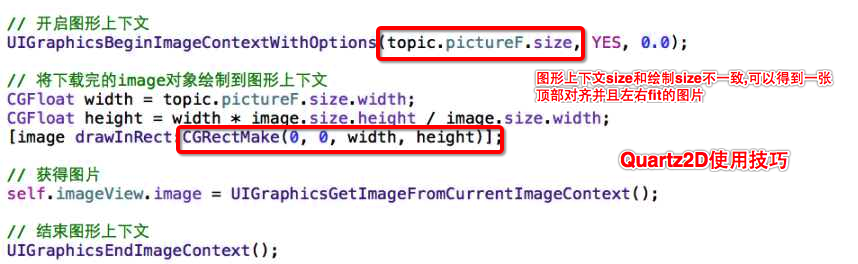 // 开启图形上下文
UIGraphicsBeginImageContextWithOptions(topic.pictureF.size, YES, 0.0);
// 将下载完的image对象绘制到图形上下文
图形上下文size和绘制size不一致,可以得到一张
顶部对齐并且左右fit的图片
CGFloat width = topic.pictureF.size.width;
CGFloat height = width * image.size.height / image.size.width;
[image drawInRect:CGRectMake(0, 0, width, height)];
Quartz2D使用技巧
// 获得图片
self.imageView.image = UIGraphicsGetImageFromCurrentImageContext();
// 结束图形上下文
UIGraphicsEndImageContext();